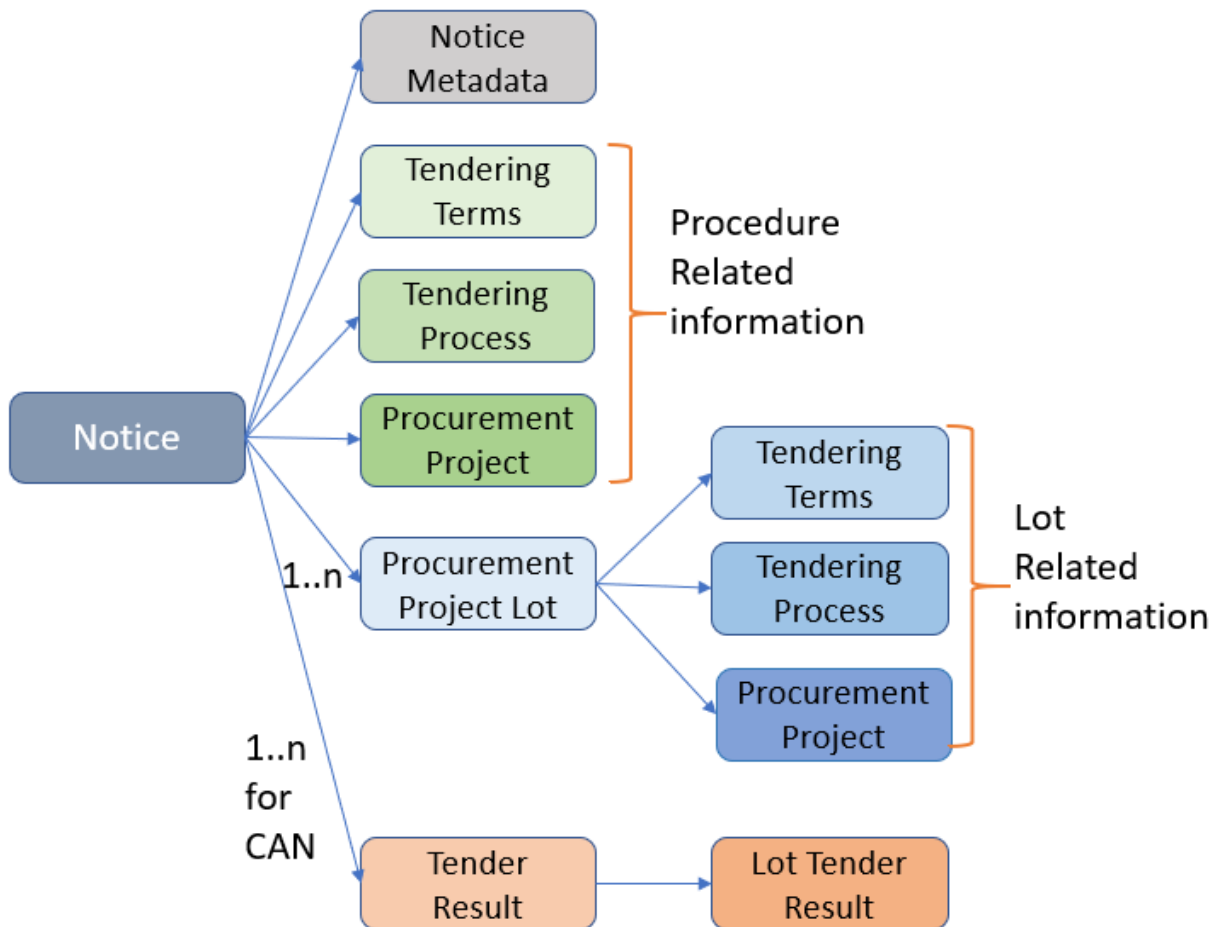 Notice
Metadata
Tendering
Terms
Tendering
Process
Procurement
Project
Procedure
Related
information
Notice
1..n
Procurement
Project Lot
Tendering
Terms
Tendering
Process
Procurement
Project
Lot
Related
information
1..n
for
CAN
Tender
Result
Lot Tender
Result